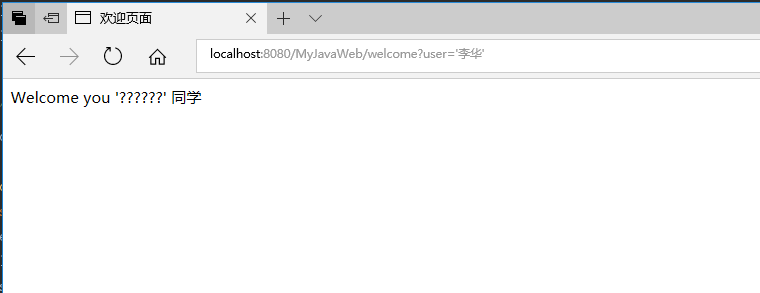 欢迎页面
localhost:8080/MyJavaWeb/welcome?user='李华'
Welcome you '??????' 同学